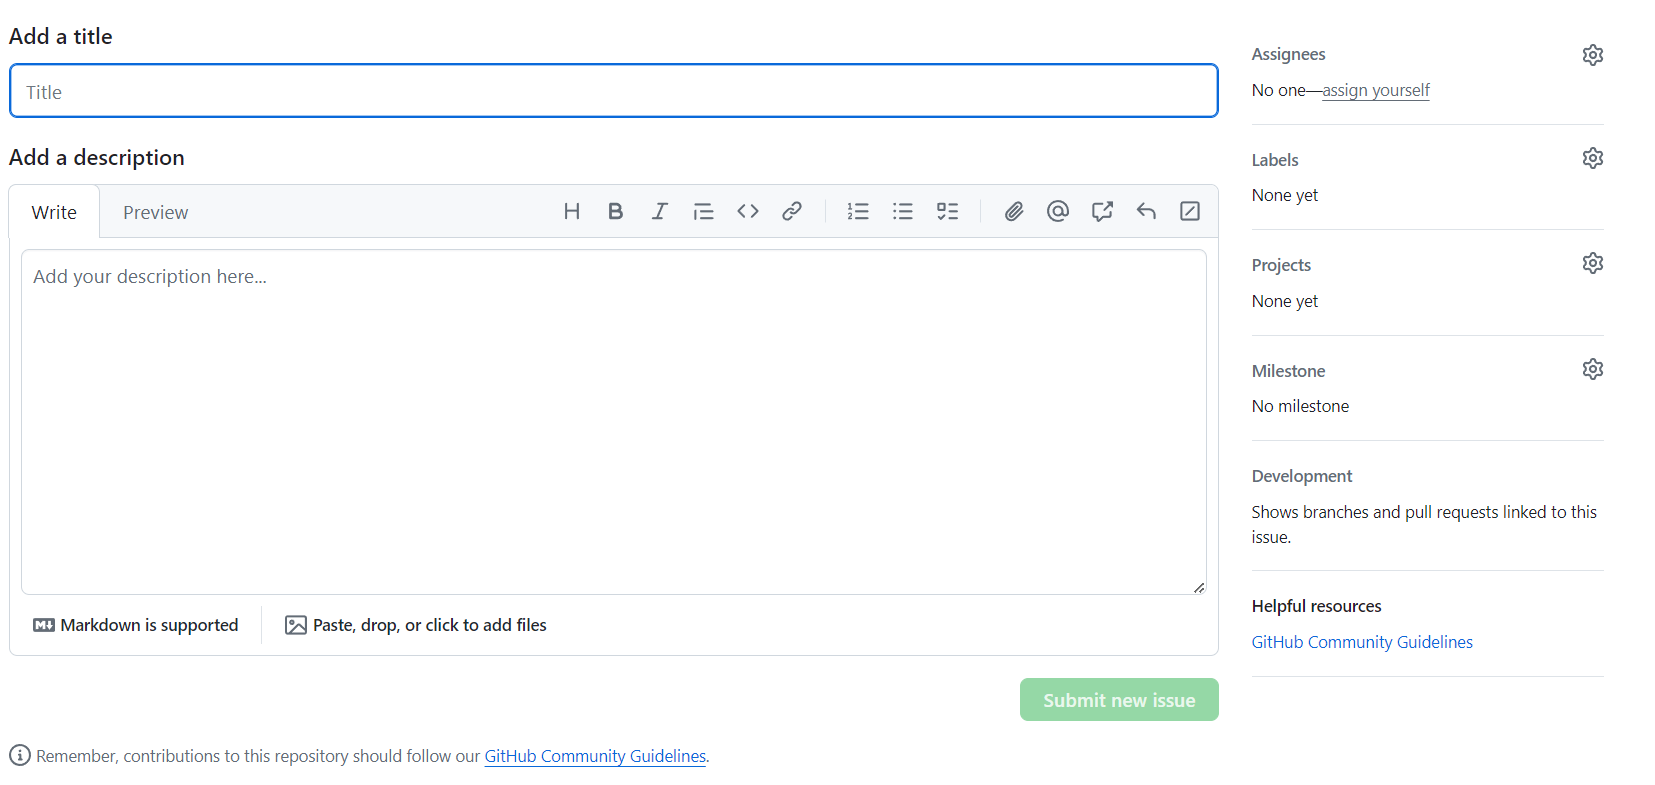 Add a title
Title
Add a description
Write
Preview
Add your description here...
Markdown is supported
Paste, drop, or click to add files
Submit new issue
Remember, contributions to this repository should follow our GitHub Community Guidelines.
Assignees
No one—assign yourself
Labels
None yet
Projects
None yet
Milestone
No milestone
Development
Shows branches and pull requests linked to this
issue.
Helpful resources
GitHub Community Guidelines